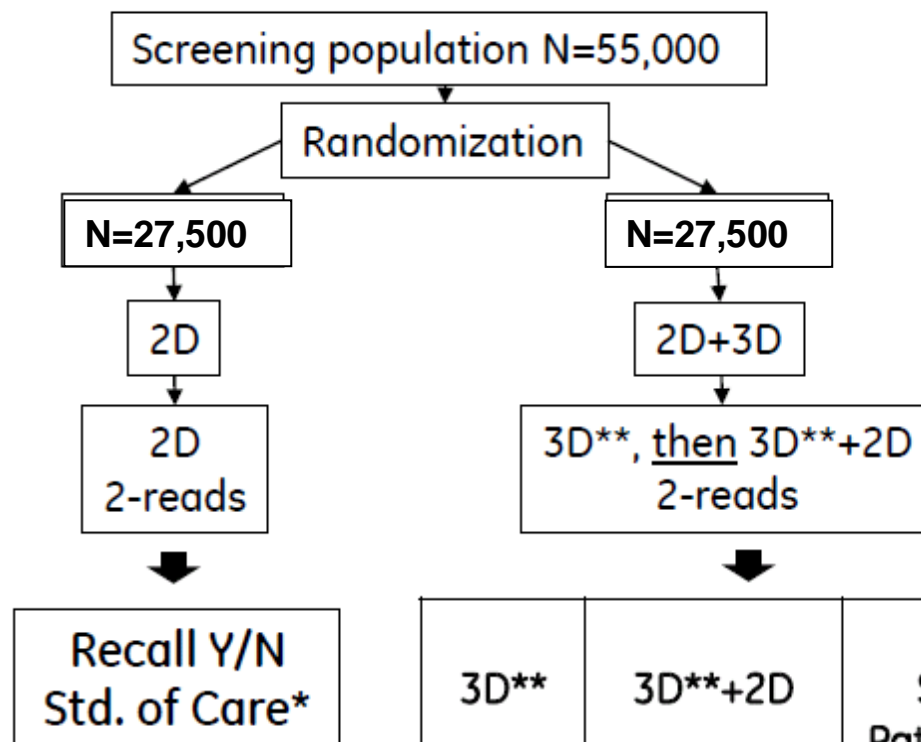 Screening population N=55,000
Randomization
N=27,500
N=27,500
2D
2D+3D
2D
2-reads
3D**, then 3D**+2D
2-reads
Recall Y/N
Std. of Care*
3D**
3D**+2D